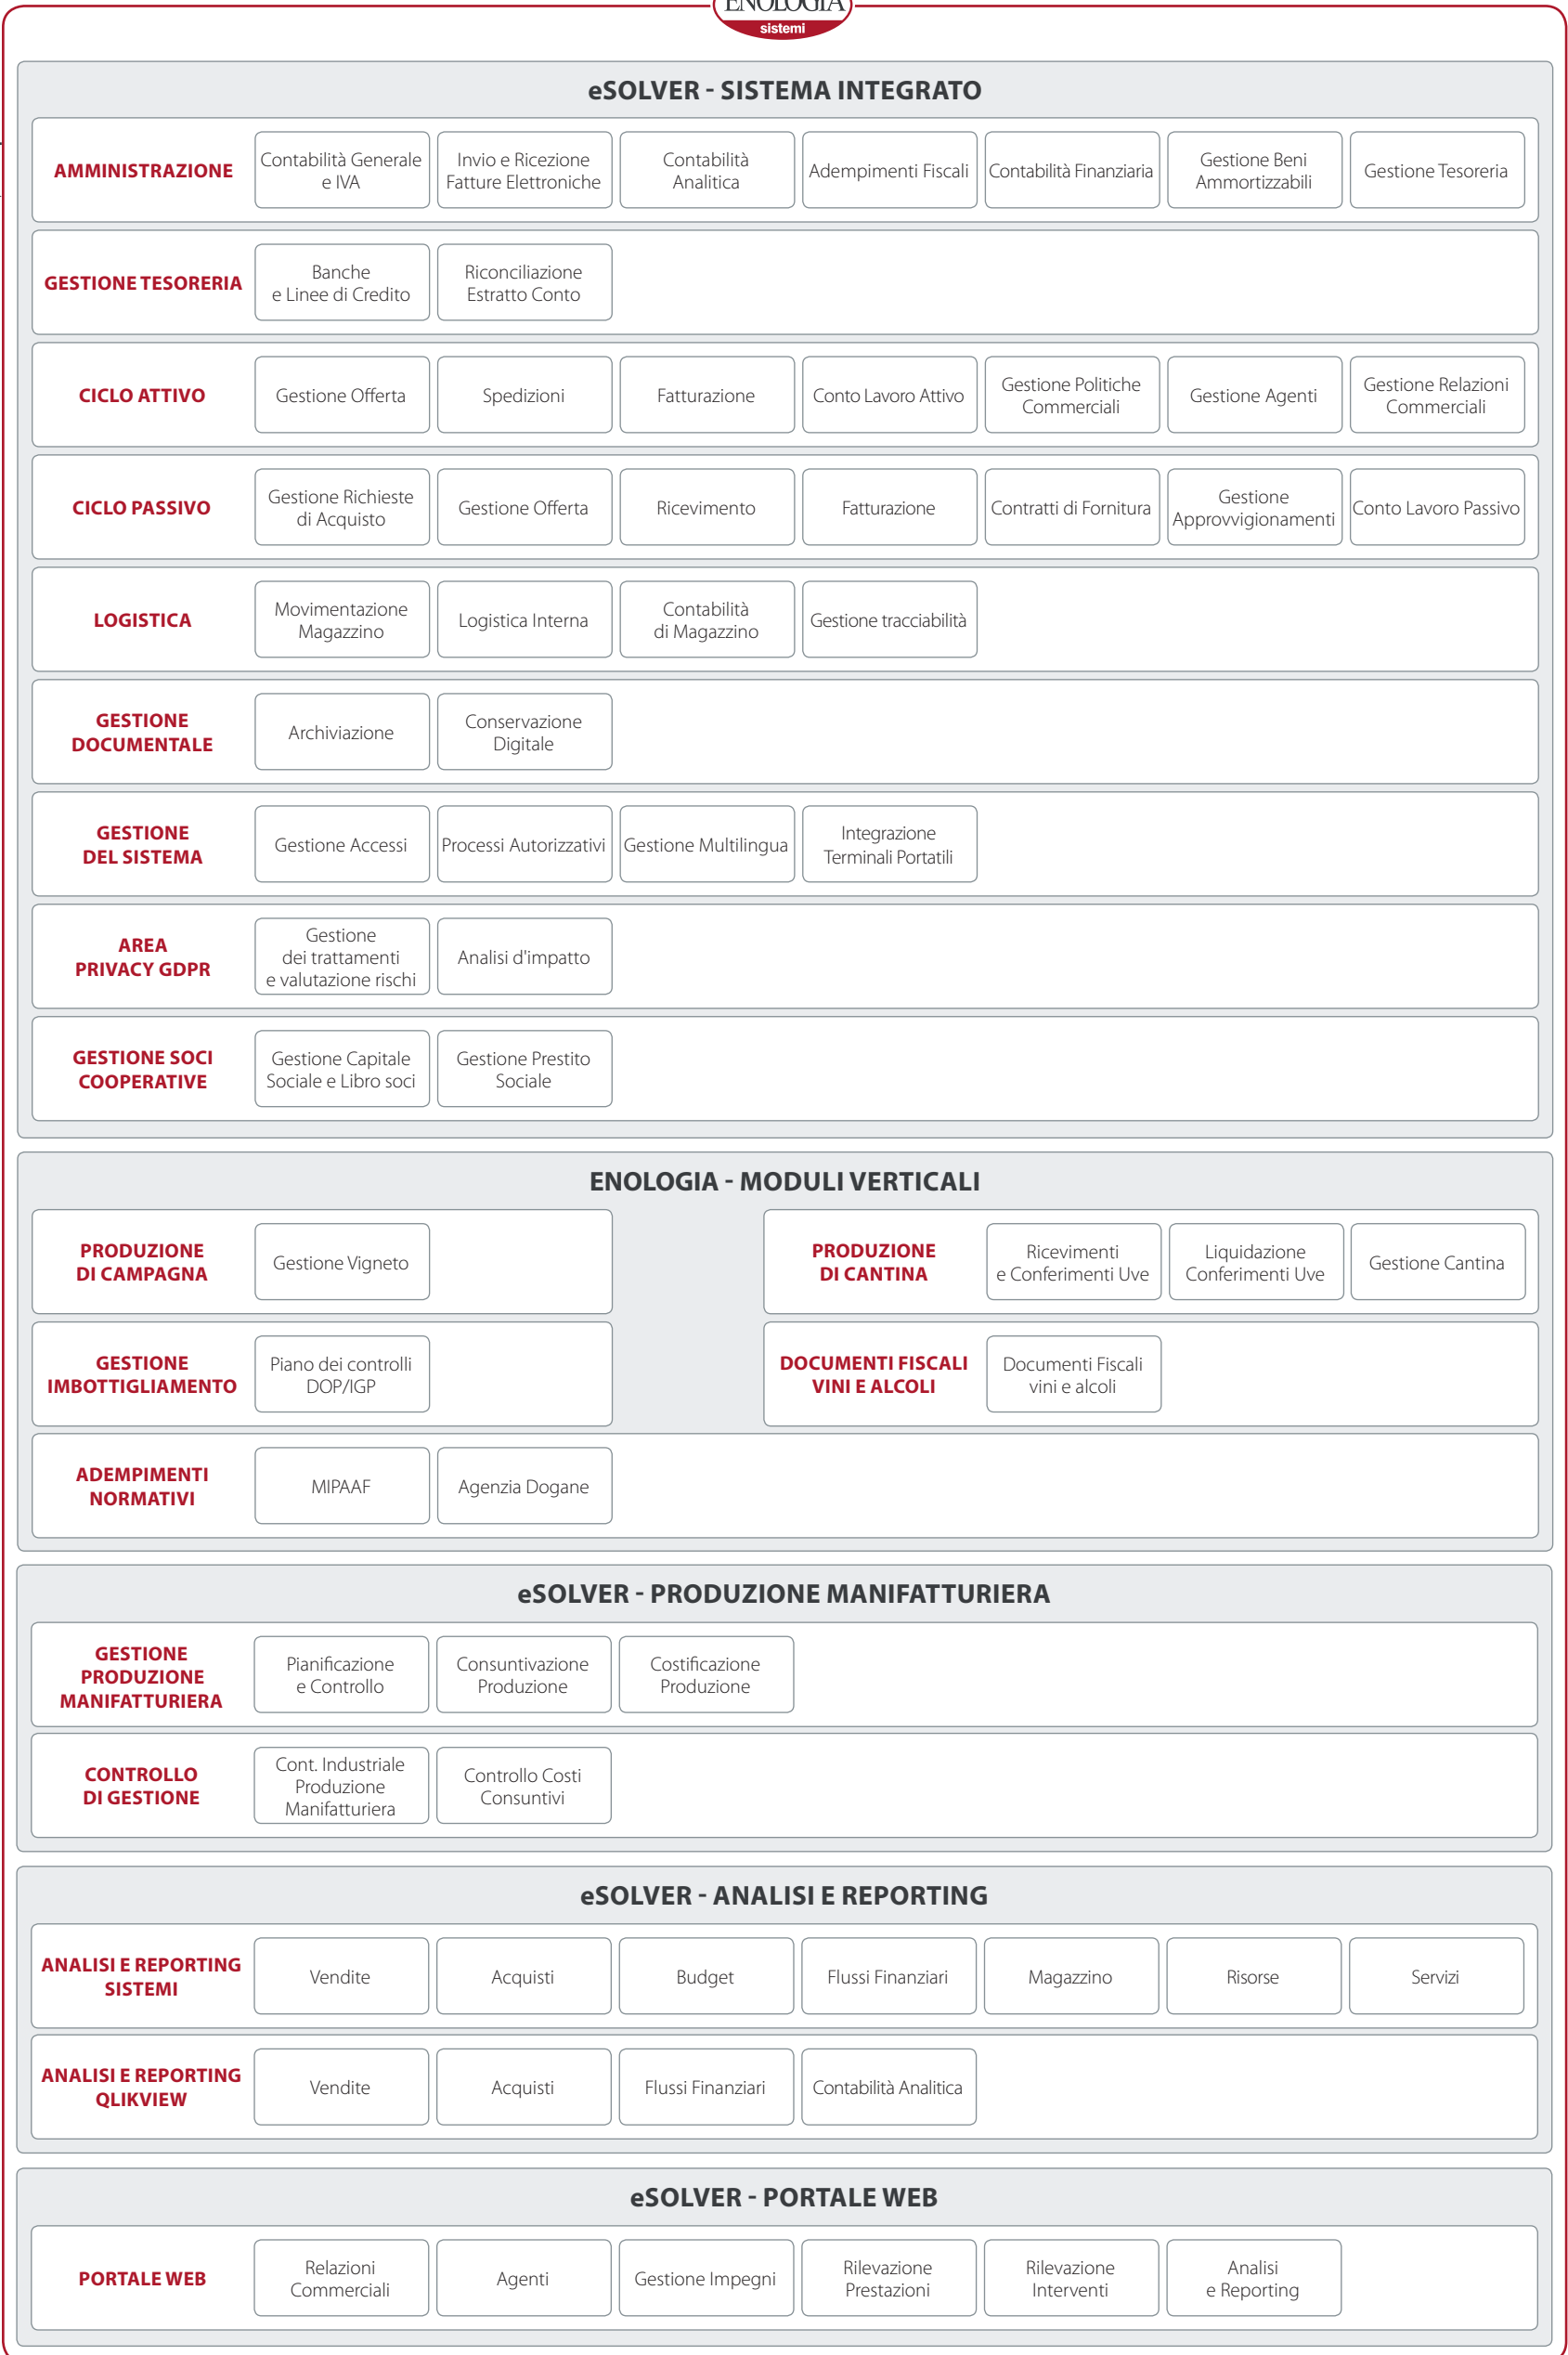 ENOLOGIA
sistemi
eSOLVER - SISTEMA INTEGRATO
AMMINISTRAZIONE
Contabilità Generale
e IVA
Invio e Ricezione
Fatture Elettroniche
Contabilità
Analitica
Adempimenti Fiscali
Contabilità Finanziaria
Gestione Beni
Ammortizzabili
Gestione Tesoreria
GESTIONE TESORERIA
Banche
e Linee di Credito
Riconciliazione
Estratto Conto
CICLO ATTIVO
Gestione Offerta
Spedizioni
Fatturazione
Conto Lavoro Attivo
Gestione Politiche
Commerciali
Gestione Agenti
Gestione Relazioni
Commerciali
CICLO PASSIVO
Gestione Richieste
di Acquisto
Gestione Offerta
Ricevimento
Fatturazione
Contratti di Fornitura
Gestione
Approvvigionamenti
Conto Lavoro Passivo
LOGISTICA
Movimentazione
Magazzino
Logistica Interna
Contabilità
di Magazzino
Gestione tracciabilità
GESTIONE
DOCUMENTALE
Archiviazione
Conservazione
Digitale
GESTIONE
DEL SISTEMA
Gestione Accessi
Processi Autorizzativi
Gestione Multilingua
Integrazione
Terminali Portatili
AREA
PRIVACY GDPR
Gestione
dei trattamenti
e valutazione rischi
Analisi d'impatto
GESTIONE SOCI
COOPERATIVE
Gestione Capitale
Sociale e Libro soci
Gestione Prestito
Sociale
ENOLOGIA - MODULI VERTICALI
PRODUZIONE
DI CAMPAGNA
Gestione Vigneto
PRODUZIONE
DI CANTINA
Ricevimenti
e Conferimenti Uve
Liquidazione
Conferimenti Uve
Gestione Cantina
GESTIONE
IMBOTTIGLIAMENTO
Piano dei controlli
DOP/IGP
DOCUMENTI FISCALI
VINI E ALCOLI
Documenti Fiscali
vini e alcoli
ADEMPIMENTI
NORMATIVI
MIPAAF
Agenzia Dogane
eSOLVER - PRODUZIONE MANIFATTURIERA
GESTIONE
PRODUZIONE
MANIFATTURIERA
Pianificazione
e Controllo
Consuntivazione
Produzione
Costificazione
Produzione
CONTROLLO
DI GESTIONE
Cont. Industriale
Produzione
Manifatturiera
Controllo Costi
Consuntivi
eSOLVER - ANALISI E REPORTING
ANALISI E REPORTING
SISTEMI
Vendite
Acquisti
Budget
Flussi Finanziari
Magazzino
Risorse
Servizi
ANALISI E REPORTING
QLIKVIEW
Vendite
Acquisti
Flussi Finanziari
Contabilità Analitica
eSOLVER - PORTALE WEB
PORTALE WEB
Relazioni
Commerciali
Agenti
Gestione Impegni
Rilevazione
Prestazioni
Rilevazione
Interventi
Analisi
e Reporting